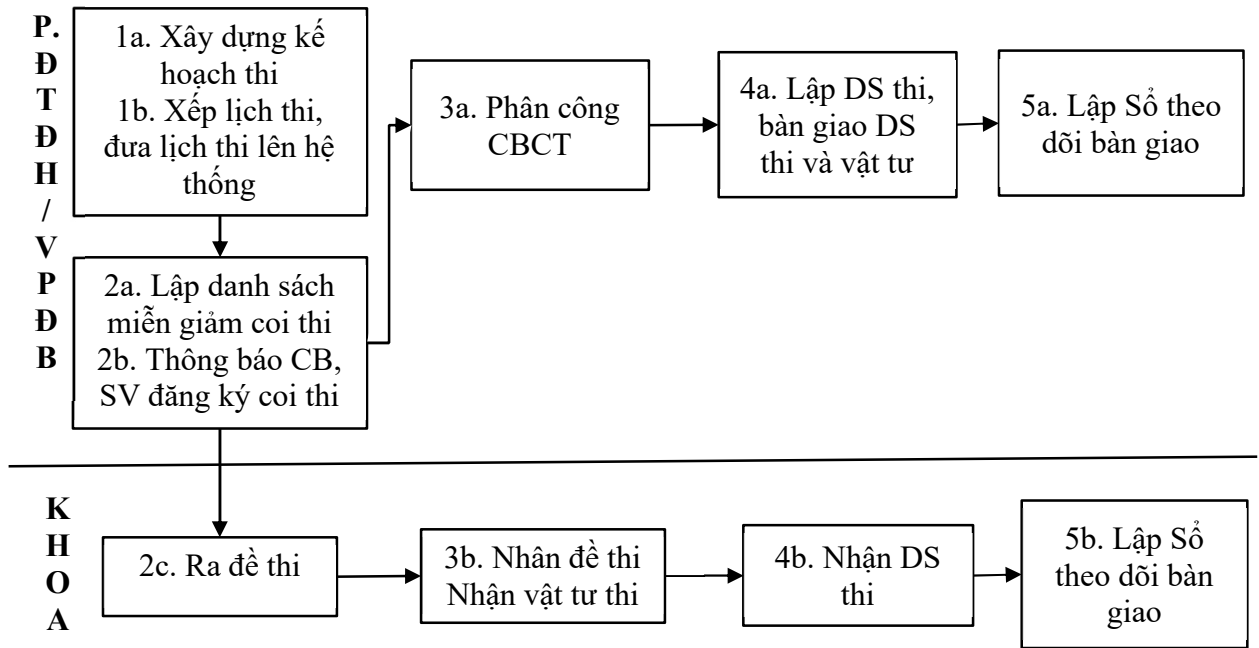 P.
Đ
T
Đ
H
/
V
P
Đ
B
1a. Xây dựng kế
hoạch thi
1b. Xếp lịch thi,
đưa lịch thi lên hệ
thống
2a. Lập danh sách
miễn giảm coi thi
2b. Thông báo CB,
SV đăng ký coi thi
3a. Phân công
CBCT
4a. Lập DS thi,
bàn giao DS
thi và vật tư
5a. Lập Sổ theo
dõi bàn giao
K
H
O
A
2c. Ra đề thi
3b. Nhân đề thi
Nhận vật tư thi
4b. Nhận DS
thi
5b. Lập Sổ
theo dõi bàn
giao